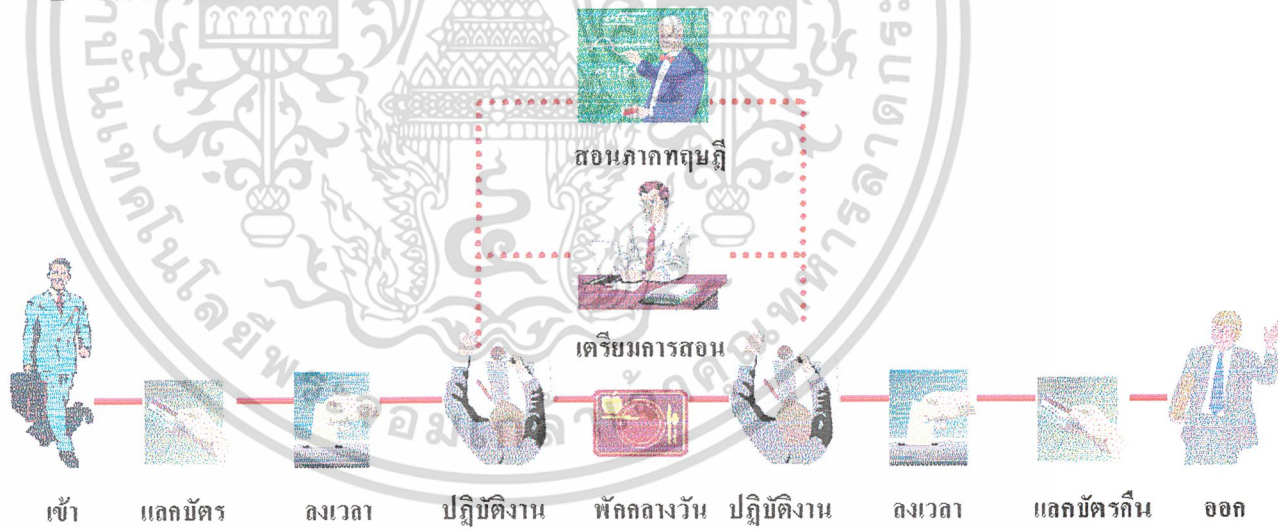 สอนภาคทฤษฎี
เตรียมการสอน
เข้า แลกบัตร ลงเวลา ปฏิบัติงาน พักกลางวัน ปฏิบัติงาน ลงเวลา แลกบัตรคืน ออก